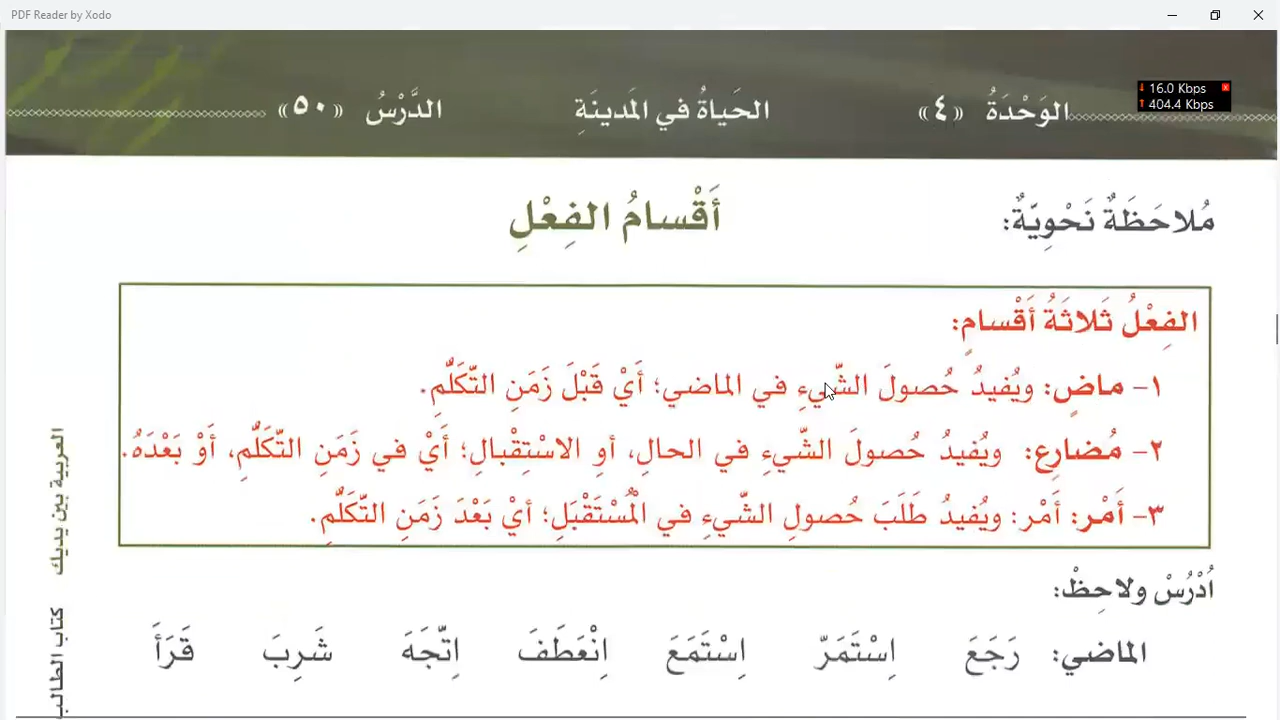 PDF Reader by Xodo
16.0 Kbps
404.4 Kbps
الوَحْدَةُ «٤» الحَياةُ في المَدينَةِ الدَّرْسُ «٥٠»
مُلاحَظَةٌ نَحْوِيّةٌ: أَقْسامُ الفِعْلِ
الفِعْلُ ثَلاثَةُ أَقْسامٍ:
١- ماضٍ: ويُفيدُ حُصولَ الشّيءِ في الماضي؛ أَيْ قَبْلَ زَمَنِ التّكَلُّمِ.
٢- مُضارِع: ويُفيدُ حُصولَ الشّيءِ في الحالِ، أوِ الاسْتِقْبالِ؛ أَيْ في زَمَنِ التّكَلُّمِ، أَوْ بَعْدَهُ.
٣- أَمْر: أَمْر: ويُفيدُ طَلَبَ حُصولِ الشّيءِ في الْمُسْتَقْبَلِ؛ أيْ بَعْدَ زَمَنِ التّكَلُّمِ.
اُدْرُسْ ولاحِظْ:
الماضي: رَجَعَ اِسْتَمَرّ اِسْتَمَعَ اِنْعَطَفَ اِتّجَهَ شَرِبَ قَرَأَ
العربية بين يديك كتاب الطالب